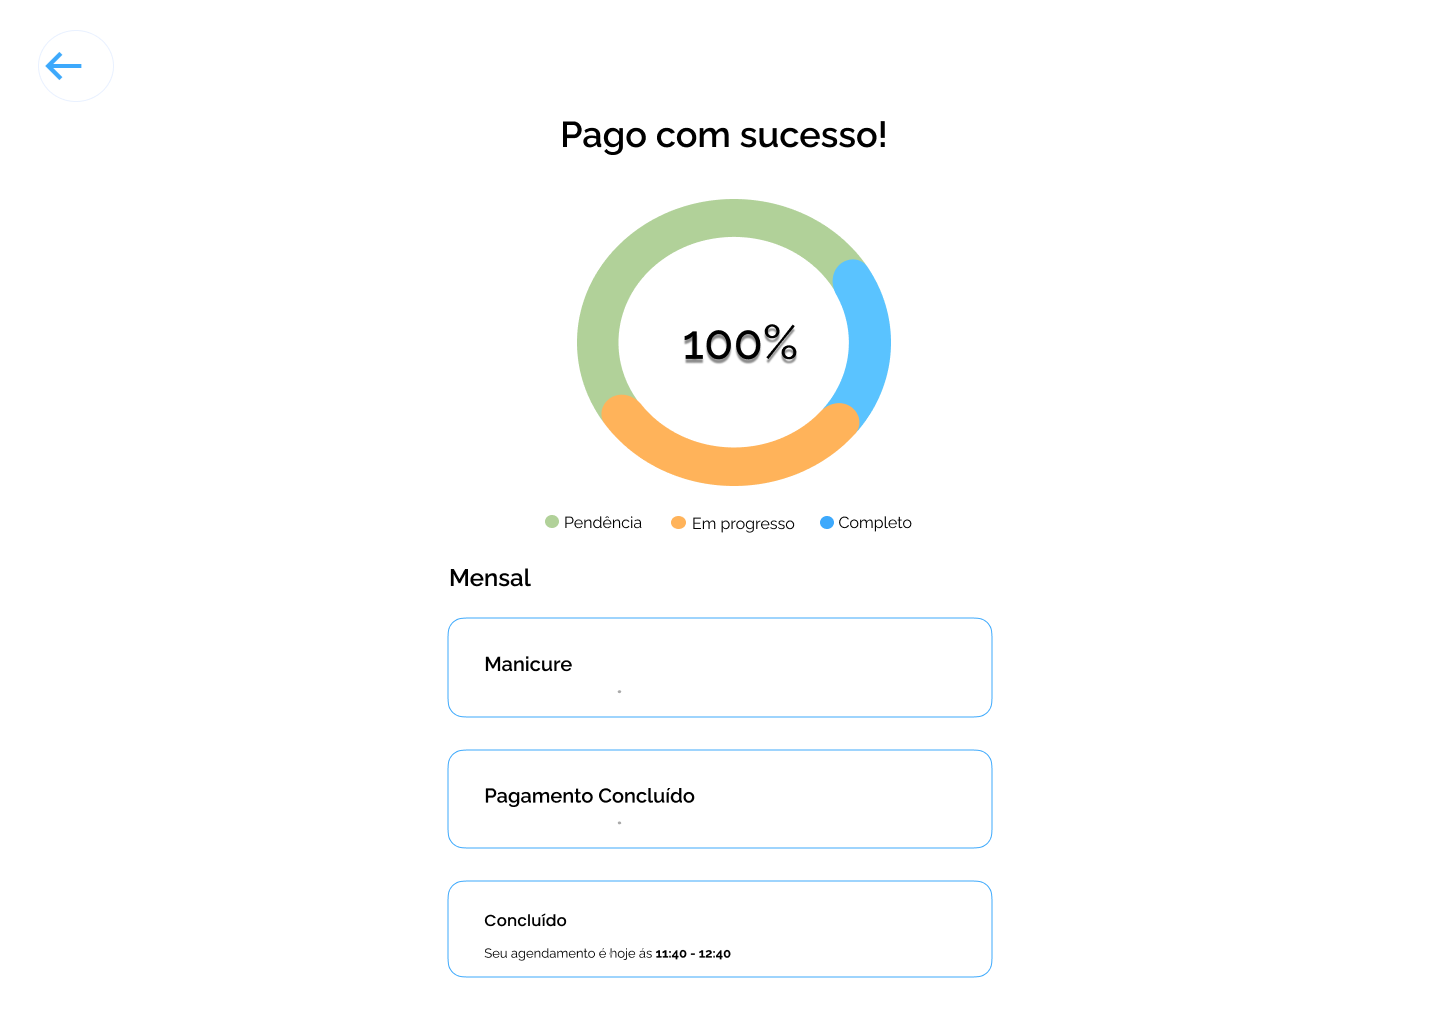 Pago com sucesso!
100%
Pendência
Em progresso
Completo
Mensal
Manicure
Pagamento Concluído
Concluído
Seu agendamento é hoje ás 11:40 - 12:40